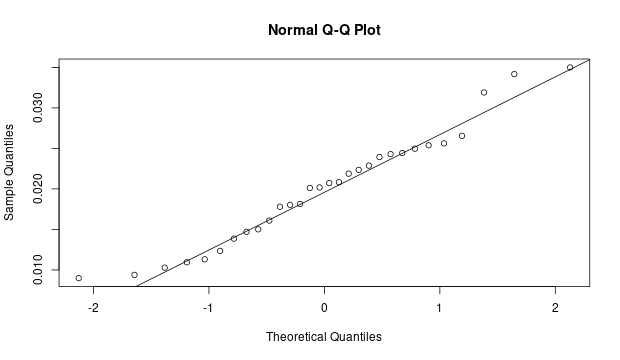 Normal Q-Q Plot
Sample Quantiles
0.030
0.020
0.010
-2 -1 0 1 2
Theoretical Quantiles